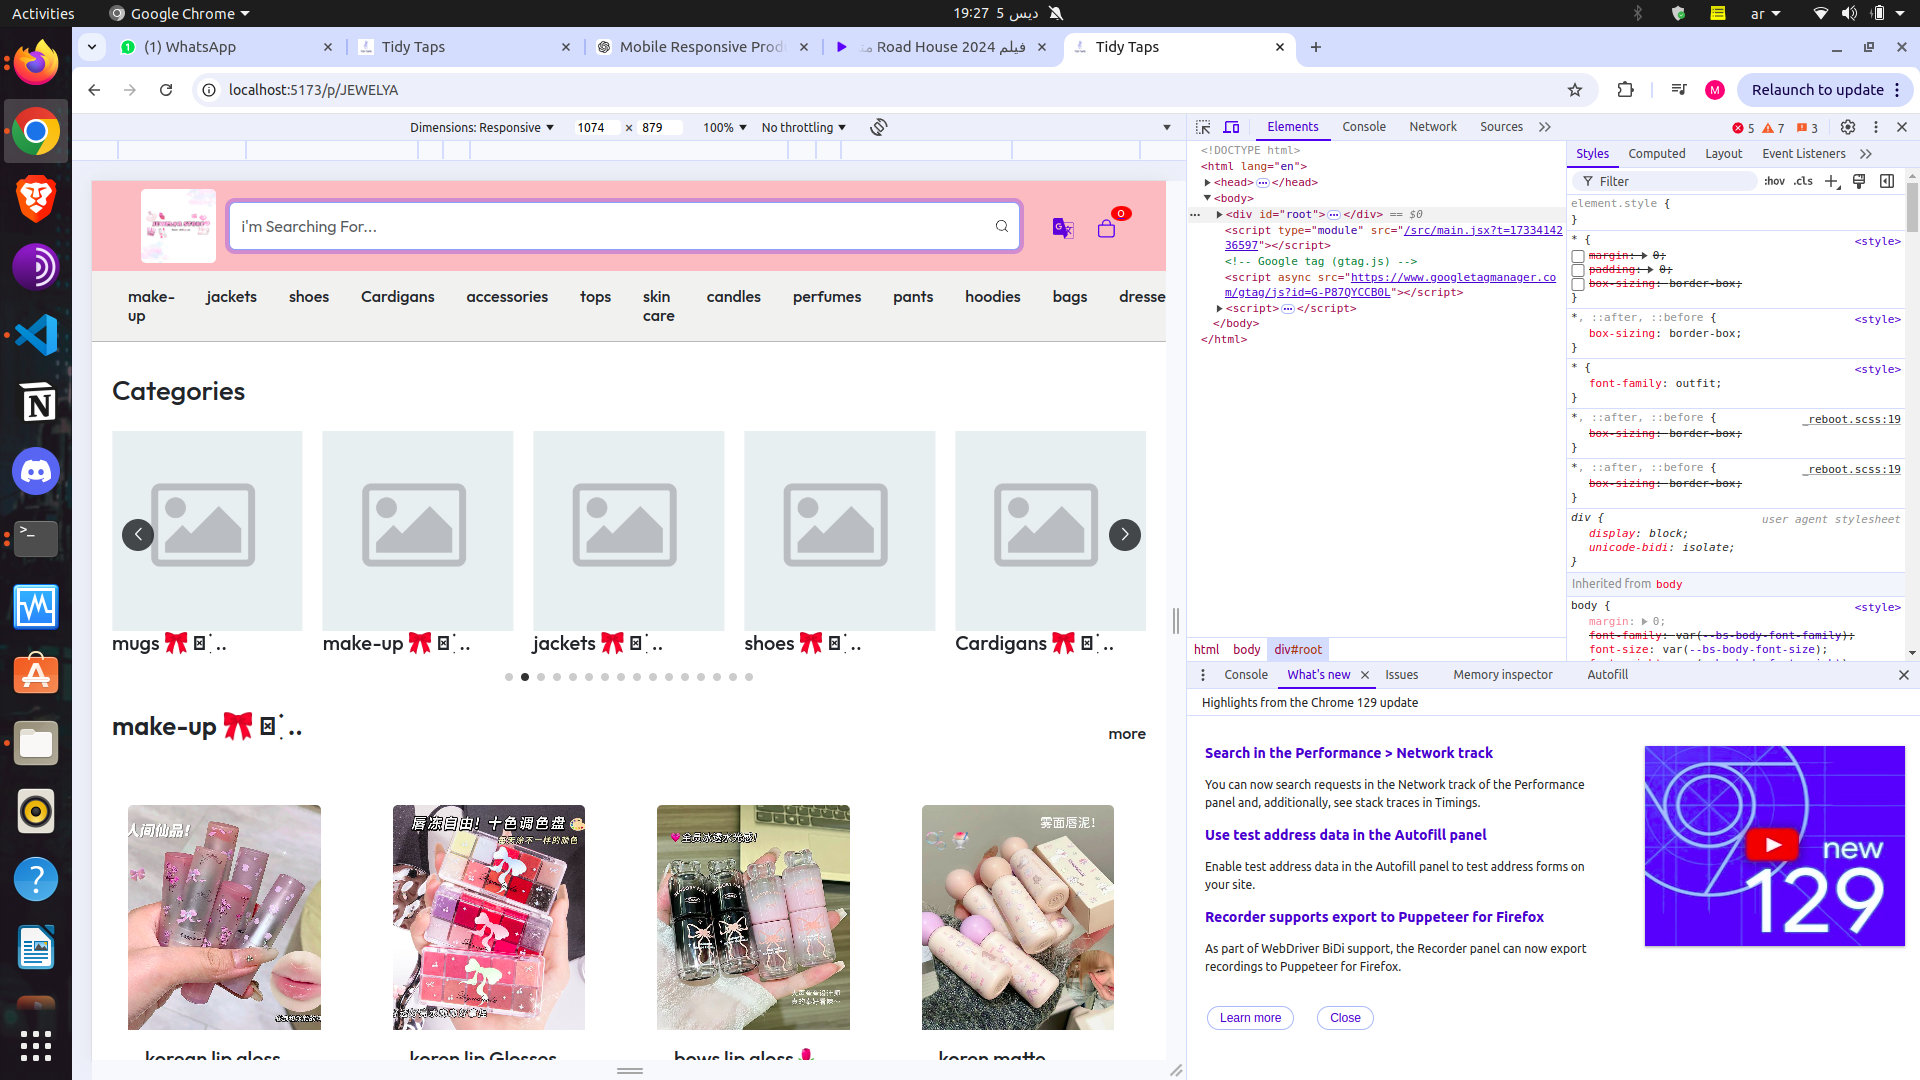 Activities
Google Chrome
19:27 5 ديس
ar
(1) WhatsApp
Tidy Taps
Mobile Responsive Prod
فيلم Road House 2024 مت
Tidy Taps
localhost:5173/p/JEWELYA
Relaunch to update
M
Dimensions: Responsive
1074 × 879
100%
No throttling
i'm Searching For...
0
make-up
jackets
shoes
Cardigans
accessories
tops
skin care
candles
perfumes
pants
hoodies
bags
dresse
Categories
mugs 🎀
make-up 🎀
jackets 🎀
shoes 🎀
Cardigans 🎀
make-up 🎀
more
人间仙品!
唇冻自由! 十色调色盘
雾面唇泥!
korean lip gloss
koren lip Glosses
bows lip gloss🌷
koren matte
Elements
Console
Network
Sources
5
7
3
<!DOCTYPE html>
<html lang="en">
<head> </head>
<body>
<div id="root"> </div> == $0
<script type="module" src="/src/main.jsx?t=17334142
36597"></script>
<!-- Google tag (gtag.js) -->
<script async src="https://www.googletagmanager.co
m/gtag/js?id=G-P87QYCCB0L"></script>
<script> </script>
</body>
</html>
html body div#root
Styles
Computed
Layout
Event Listeners
Filter
:hov .cls
element.style {
}
* { <style>
margin: 0;
padding: 0;
box-sizing: border-box;
}
*, ::after, ::before { <style>
box-sizing: border-box;
}
* { <style>
font-family: outfit;
}
*, ::after, ::before { _reboot.scss:19
box-sizing: border-box;
}
*, ::after, ::before { _reboot.scss:19
box-sizing: border-box;
}
div { user agent stylesheet
display: block;
unicode-bidi: isolate;
}
Inherited from body
body { <style>
margin: 0;
font-family: var(--bs-body-font-family);
font-size: var(--bs-body-font-size);
Console
What's new
Issues
Memory inspector
Autofill
Highlights from the Chrome 129 update
Search in the Performance > Network track
You can now search requests in the Network track of the Performance
panel and, additionally, see stack traces in Timings.
Use test address data in the Autofill panel
Enable test address data in the Autofill panel to test address forms on
your site.
Recorder supports export to Puppeteer for Firefox
As part of WebDriver BiDi support, the Recorder panel can now export
recordings to Puppeteer for Firefox.
Learn more
Close
new
129